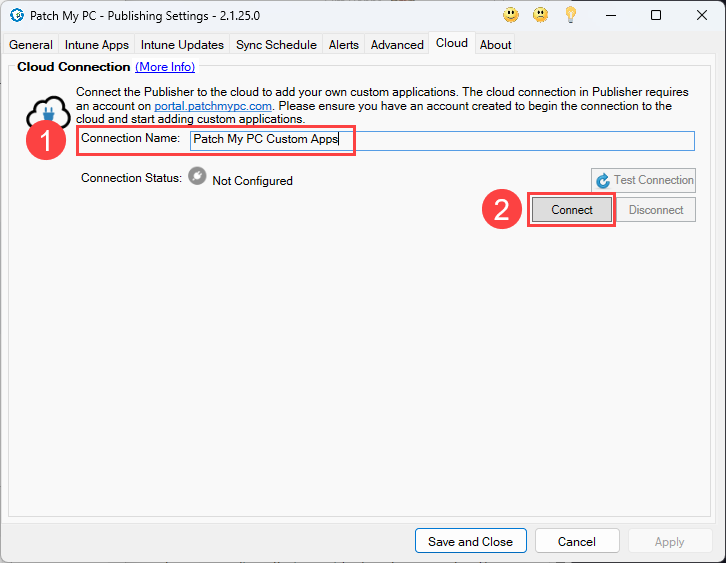 Patch My PC - Publishing Settings - 2.1.25.0
General Intune Apps Intune Updates Sync Schedule Alerts Advanced Cloud About
Cloud Connection (More Info)
Connect the Publisher to the cloud to add your own custom applications. The cloud connection in Publisher requires
an account on portal.patchmypc.com. Please ensure you have an account created to begin the connection to the
cloud and start adding custom applications.
1 Connection Name: Patch My PC Custom Apps
Connection Status: Not Configured
Test Connection
2 Connect Disconnect
Save and Close Cancel Apply